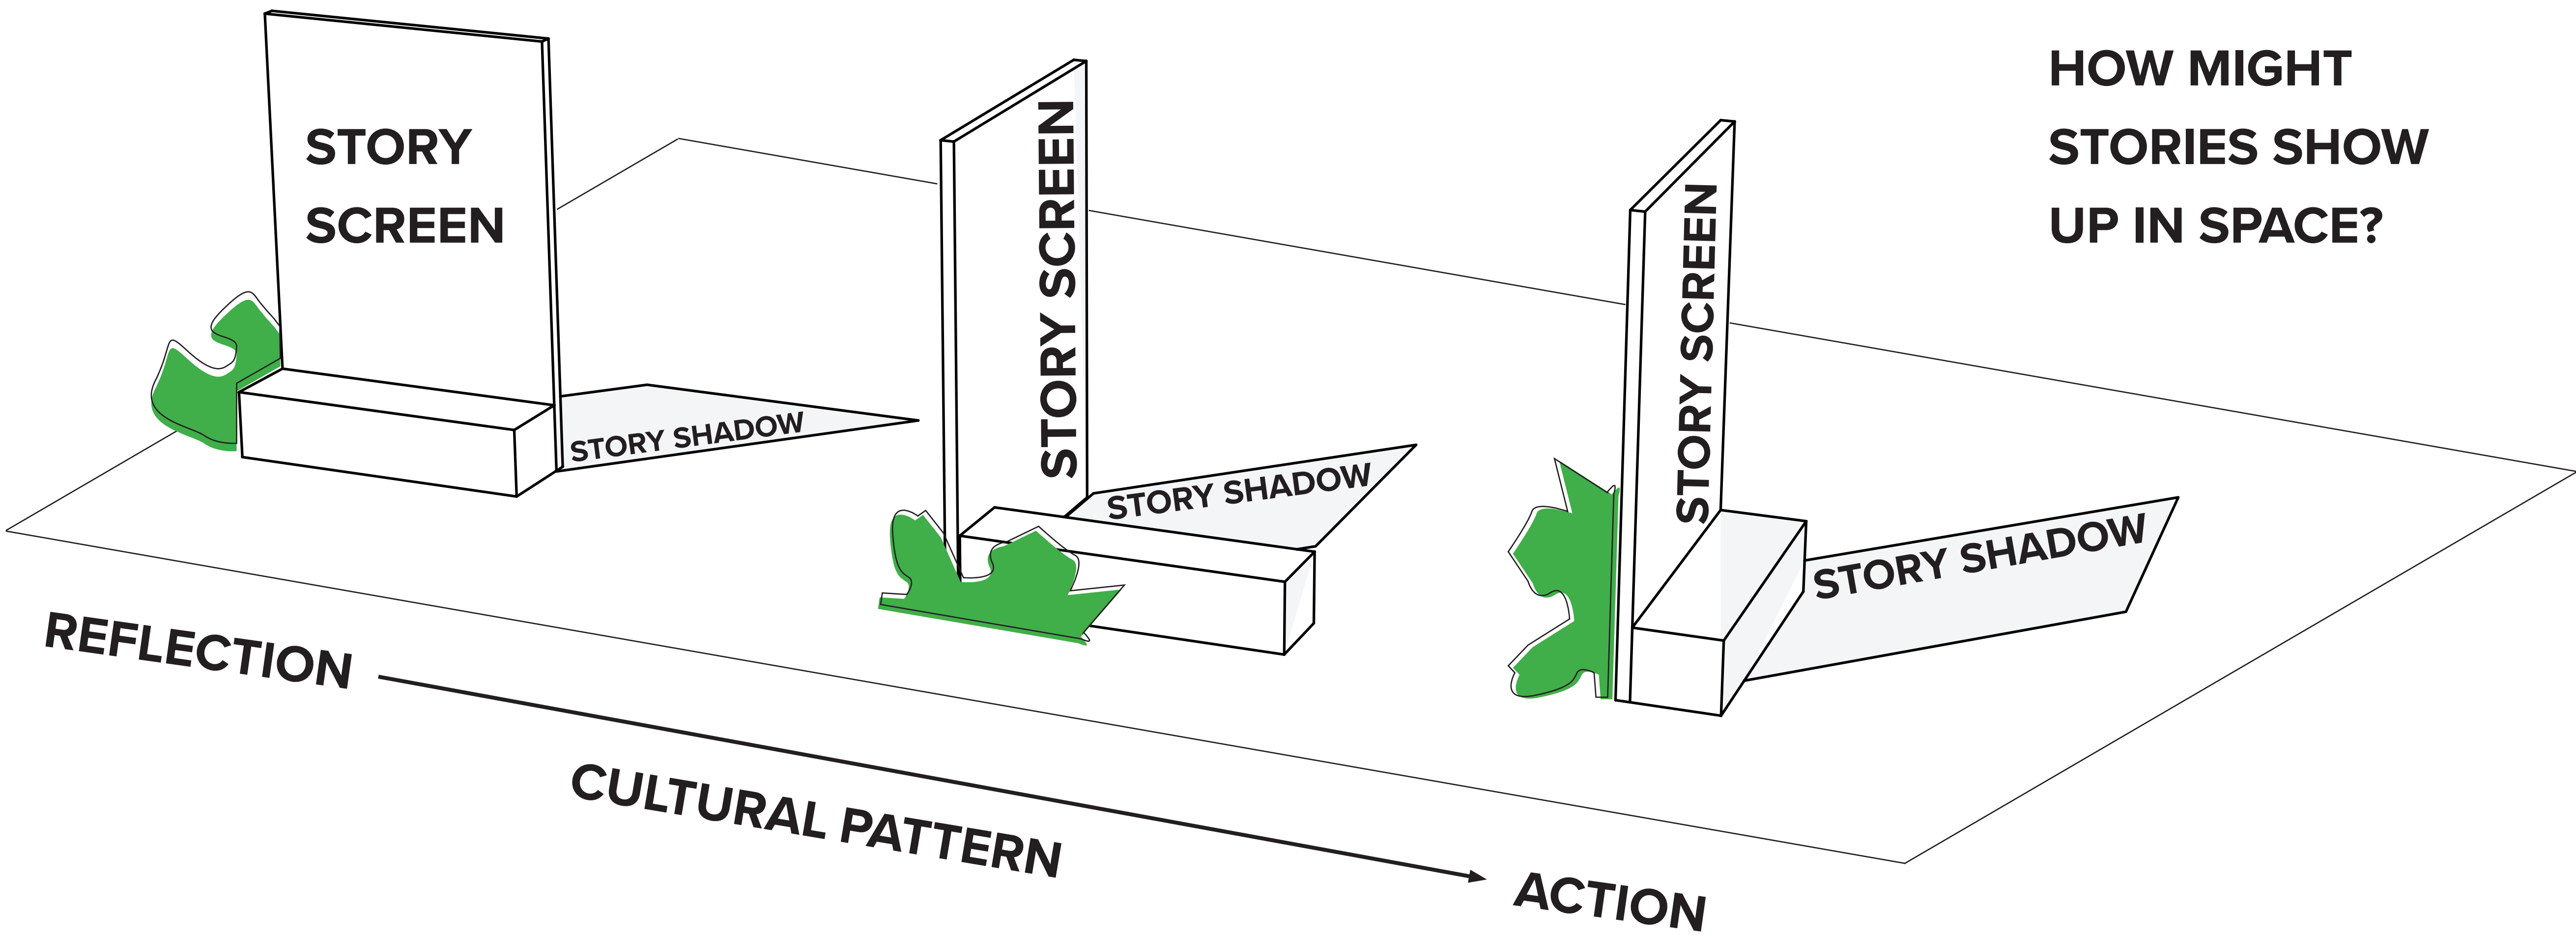 HOW MIGHT
STORIES SHOW
UP IN SPACE?
STORY
SCREEN
STORY SHADOW
STORY SCREEN
STORY SHADOW
STORY SCREEN
STORY SHADOW
REFLECTION
CULTURAL PATTERN
ACTION